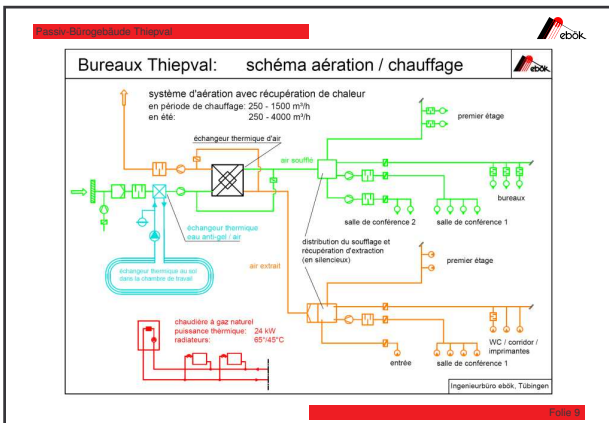 Passiv-Bürogebäude Thiepval
ebök
Bureaux Thiepval: schéma aération / chauffage
ebök
système d'aération avec récupération de chaleur
en période de chauffage: 250 - 1500 m³/h
en été: 250 - 4000 m³/h
échangeur thermique d'air
air soufflé
premier étage
bureaux
salle de conférence 2
salle de conférence 1
échangeur thermique
eau anti-gel / air
distribution du soufflage et
récupération d'extraction
(en silencieux)
échangeur thermique au sol
dans la chambre de travail
air extrait
premier étage
chaudière à gaz naturel
puissance thermique: 24 kW
radiateurs: 65°/45°C
WC / corridor /
imprimantes
entrée
salle de conférence 1
Ingenieurbüro ebök, Tübingen
Folie 9